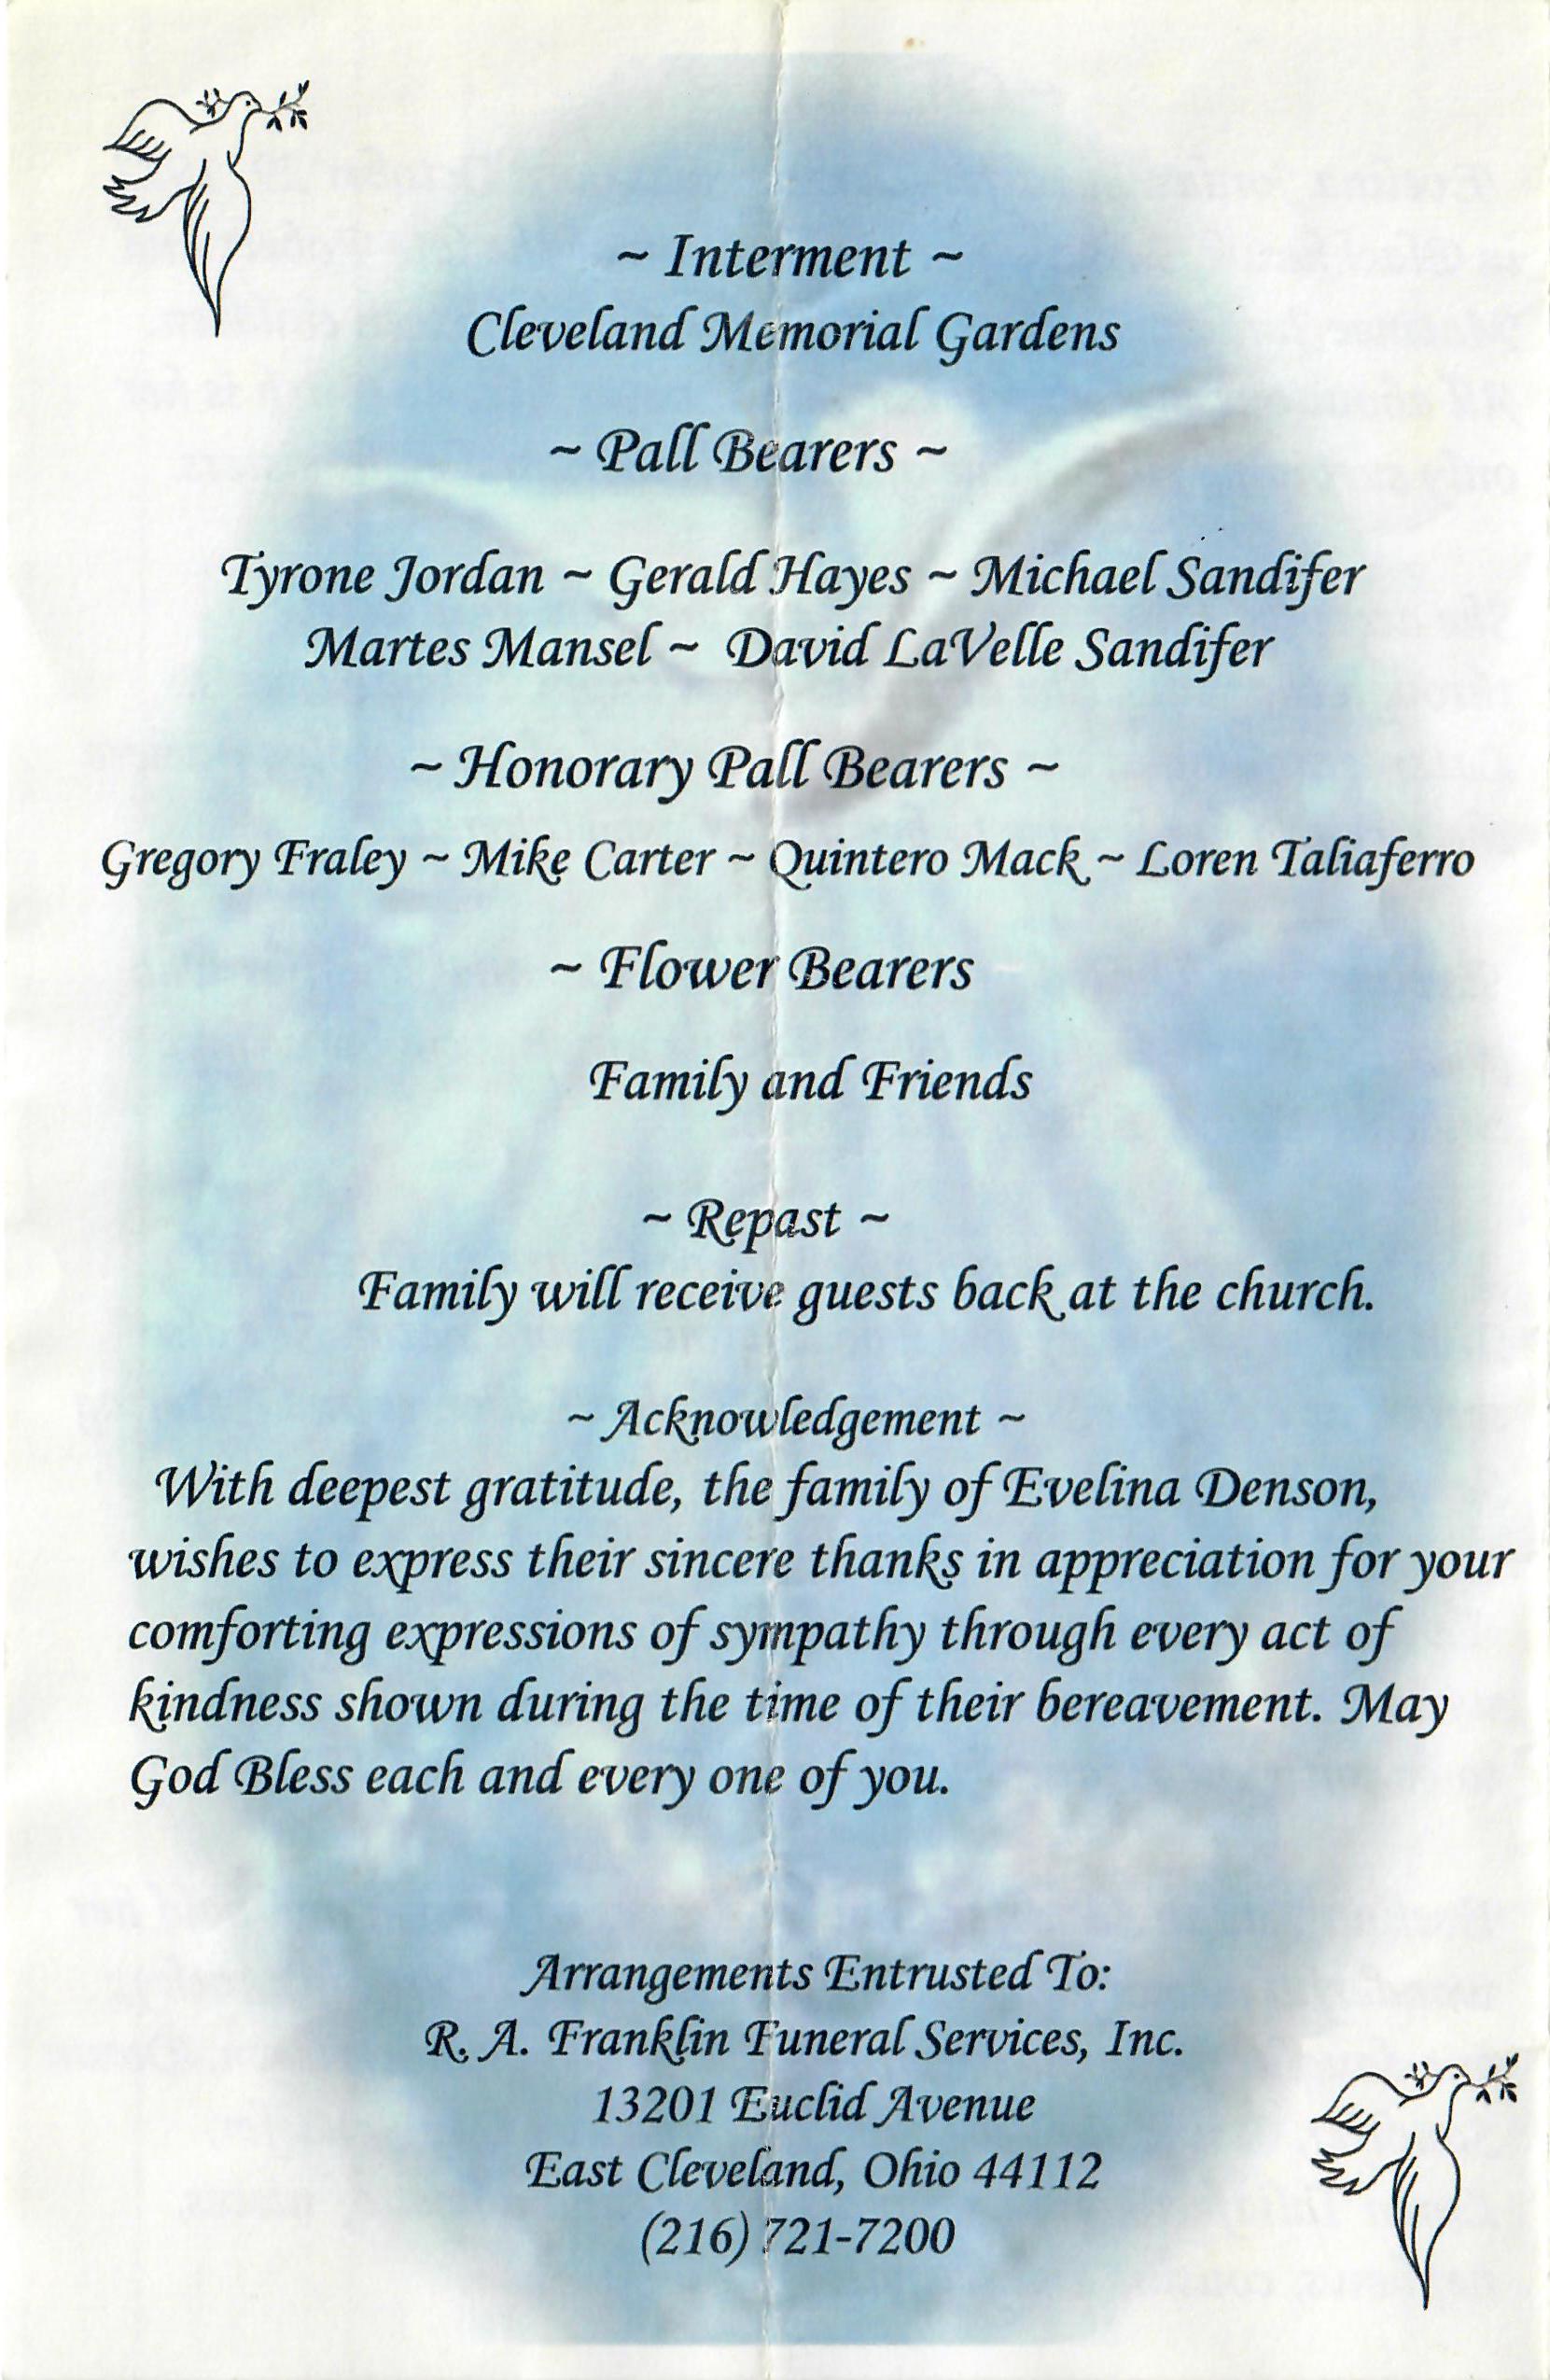 ~ Interment ~
Cleveland Memorial Gardens
~ Pall Bearers ~
Tyrone Jordan ~ Gerald Hayes ~ Michael Sandifer
Martes Mansel ~ David LaVelle Sandifer
~ Honorary Pall Bearers ~
Gregory Fraley ~ Mike Carter ~ Quintero Mack ~ Loren Taliaferro
~ Flower Bearers
Family and Friends
~ Repast ~
Family will receive guests back at the church.
~ Acknowledgement ~
With deepest gratitude, the family of Evelina Denson,
wishes to express their sincere thanks in appreciation for your
comforting expressions of sympathy through every act of
kindness shown during the time of their bereavement. May
God Bless each and every one of you.
Arrangements Entrusted To:
R. A. Franklin Funeral Services, Inc.
13201 Euclid Avenue
East Cleveland, Ohio 44112
(216) 721-7200